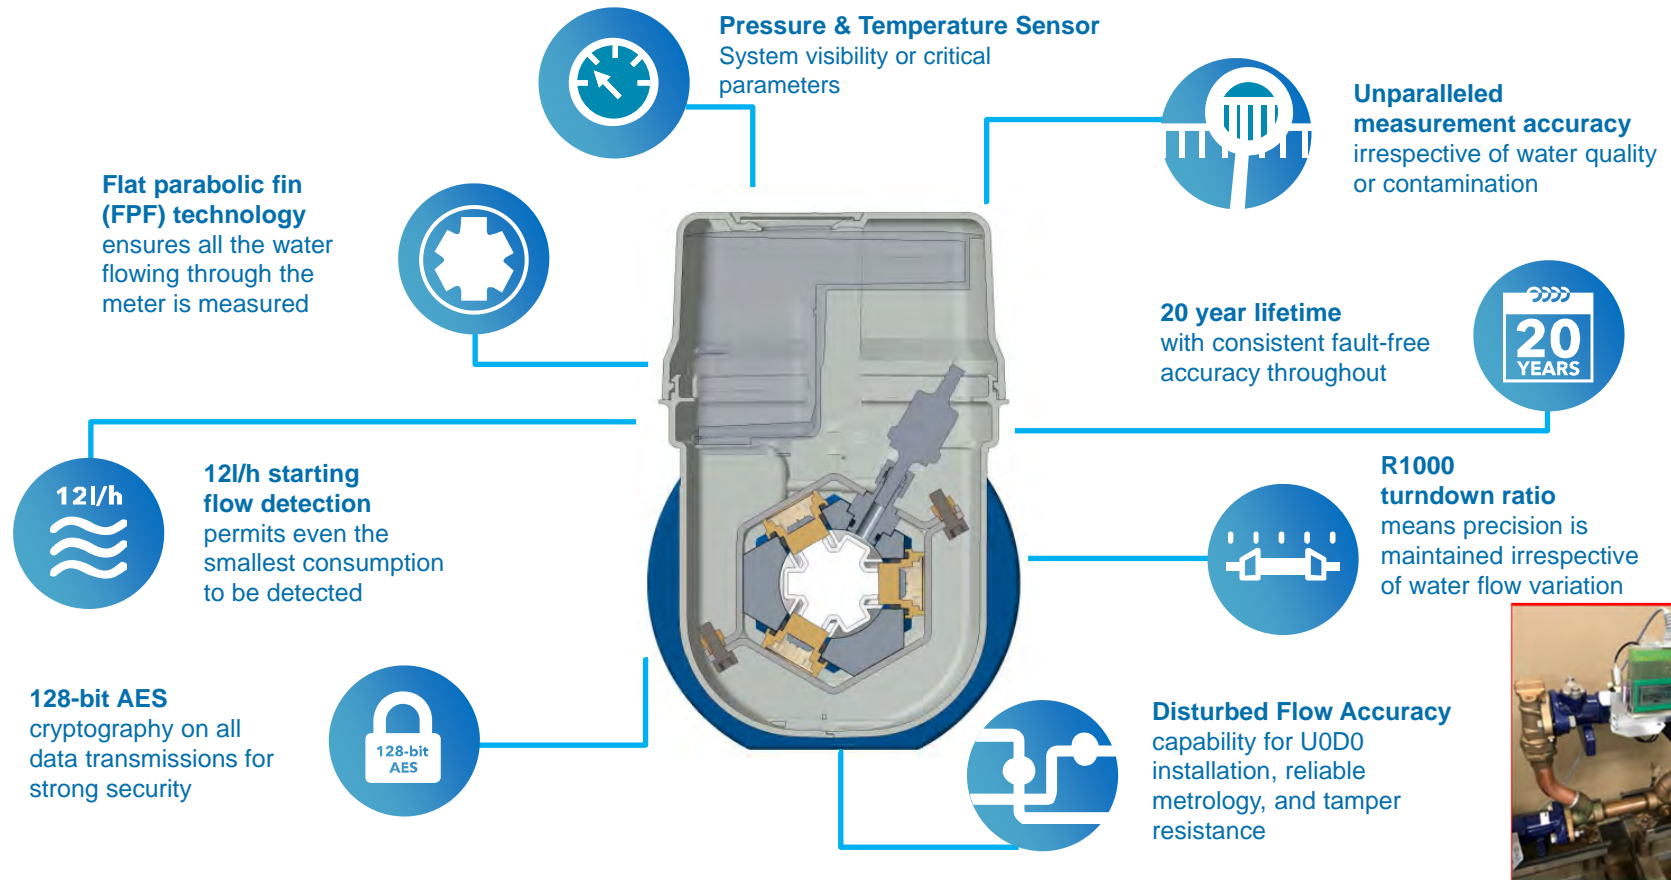 Pressure & Temperature Sensor
System visibility or critical
parameters
Unparalleled
measurement accuracy
irrespective of water quality
or contamination
Flat parabolic fin
(FPF) technology
ensures all the water
flowing through the
meter is measured
20 year lifetime
with consistent fault-free
accuracy throughout
20
YEARS
12l/h
12l/h starting
flow detection
permits even the
smallest consumption
to be detected
R1000
turndown ratio
means precision is
maintained irrespective
of water flow variation
128-bit AES
cryptography on all
data transmissions for
strong security
128-bit
AES
Disturbed Flow Accuracy
capability for U0D0
installation, reliable
metrology, and tamper
resistance